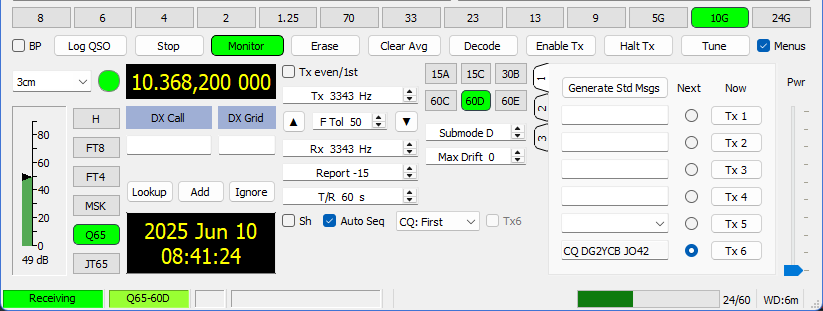 8 6 4 2 1.25 70 33 23 13 9 5G 10G 24G
BP Log QSO Stop Monitor Erase Clear Avg Decode Enable Tx Halt Tx Tune Menus
3cm 10.368,200 000
Tx even/1st
15A 15C 30B
60C 60D 60E
Tx 3343 Hz
F Tol 50
Rx 3343 Hz
Report -15
T/R 60 s
Submode D
Max Drift 0
1
2
3
Generate Std Msgs Next Now Pwr
Tx 1
Tx 2
Tx 3
Tx 4
Tx 5
CQ DG2YCB JO42 Tx 6
80
60
40
20
0
49 dB
H
FT8
FT4
MSK
Q65
JT65
DX Call DX Grid
Lookup Add Ignore
2025 Jun 10
08:41:24
Sh Auto Seq CQ: First Tx6
Receiving Q65-60D 24/60 WD:6m